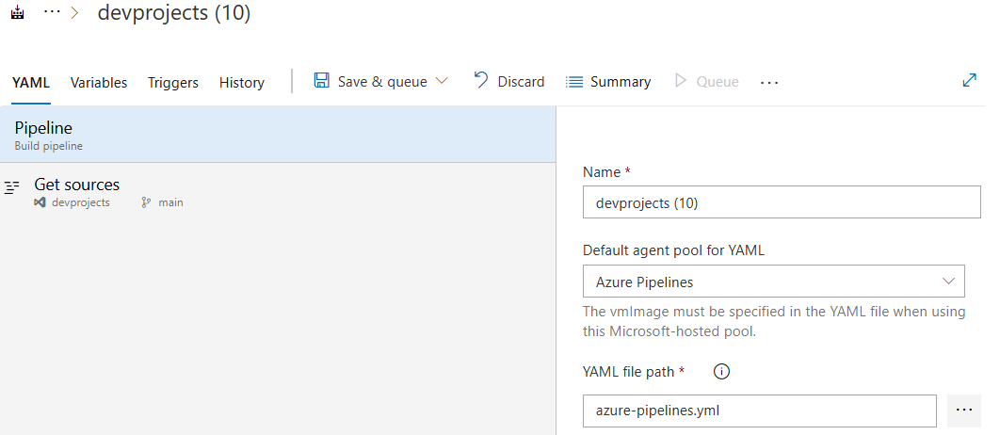 ... > devprojects (10)
YAML Variables Triggers History Save & queue Discard Summary Queue ...
Pipeline
Build pipeline
Get sources
devprojects main
Name *
devprojects (10)
Default agent pool for YAML
Azure Pipelines
The vmImage must be specified in the YAML file when using
this Microsoft-hosted pool.
YAML file path *
azure-pipelines.yml ...